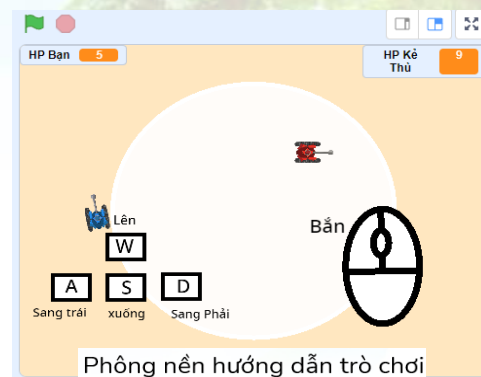 HP Bạn 5
HP Kẻ Thủ 9
Lên
W
Bắn
A S D
Sang trái xuống Sang Phải
Phông nền hướng dẫn trò chơi